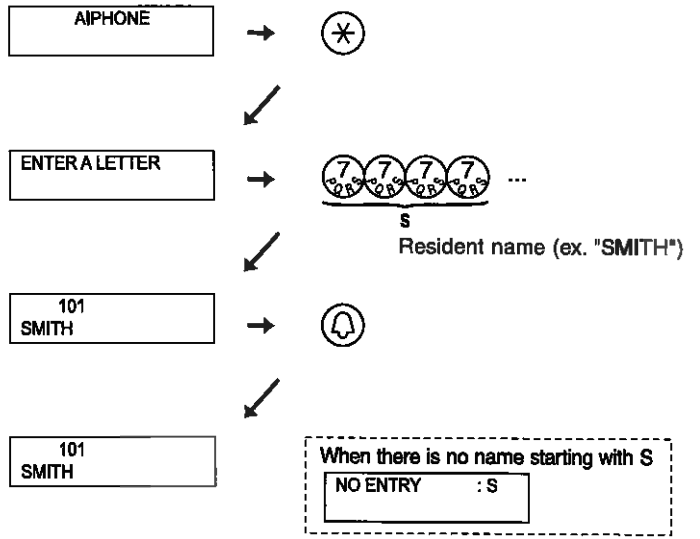 AIPHONE
ENTER A LETTER
7 PQRS 7 PQRS 7 PQRS 7 PQRS ...
S
Resident name (ex. "SMITH")
101
SMITH
101
SMITH
When there is no name starting with S
NO ENTRY : S